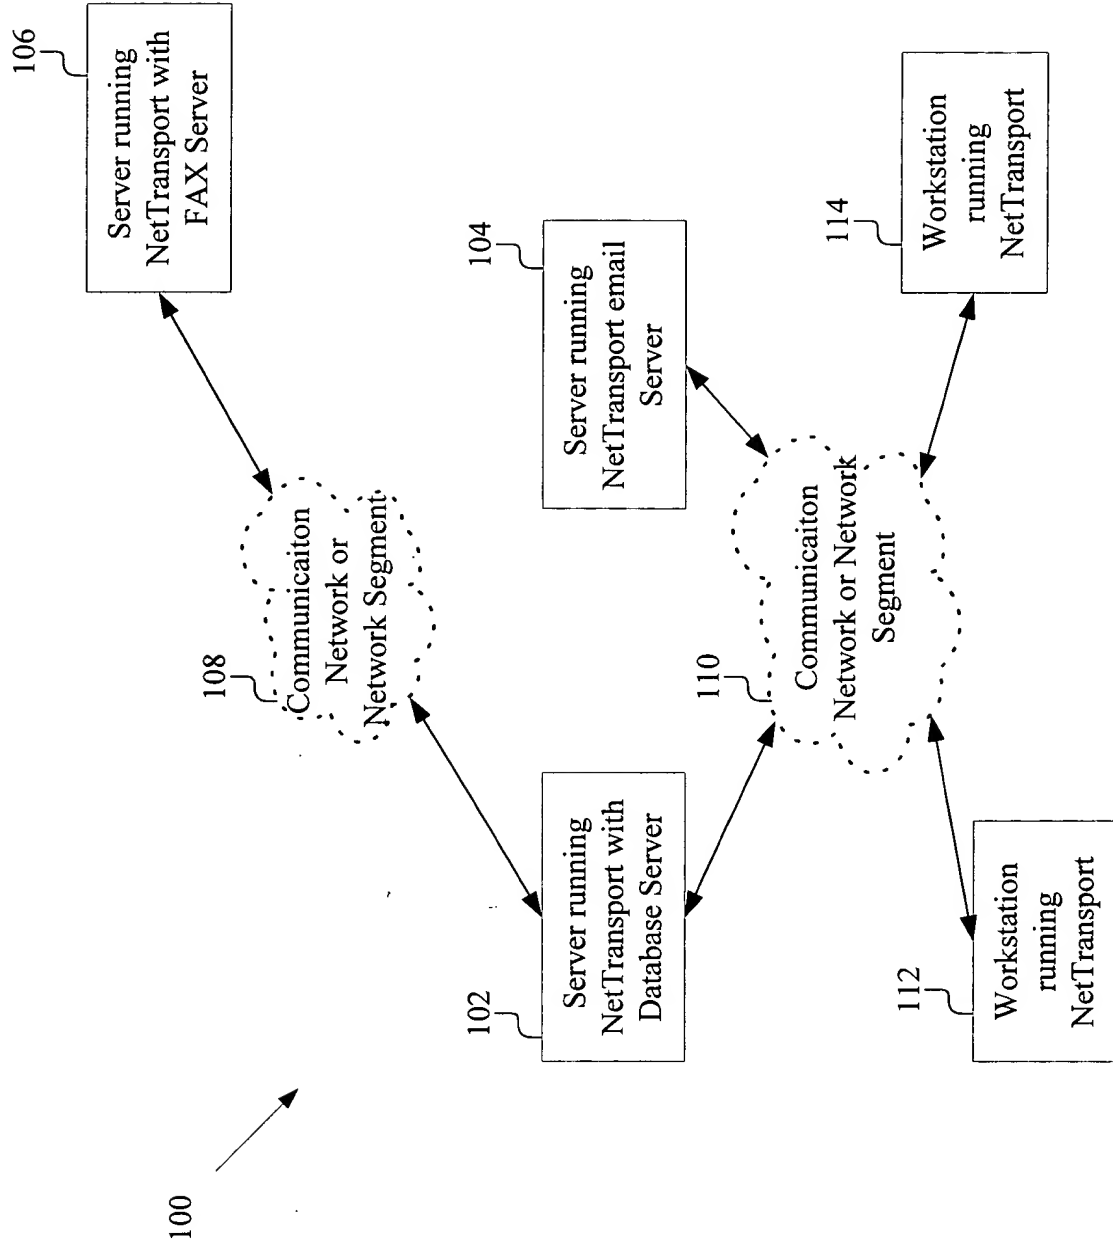 100
106
Server running
NetTransport with
FAX Server
108
Communicaiton
Network or
Network Segment
102
Server running
NetTransport with
Database Server
104
Server running
NetTransport email
Server
110
Communicaiton
Network or Network
Segment
112
Workstation
running
NetTransport
114
Workstation
running
NetTransport